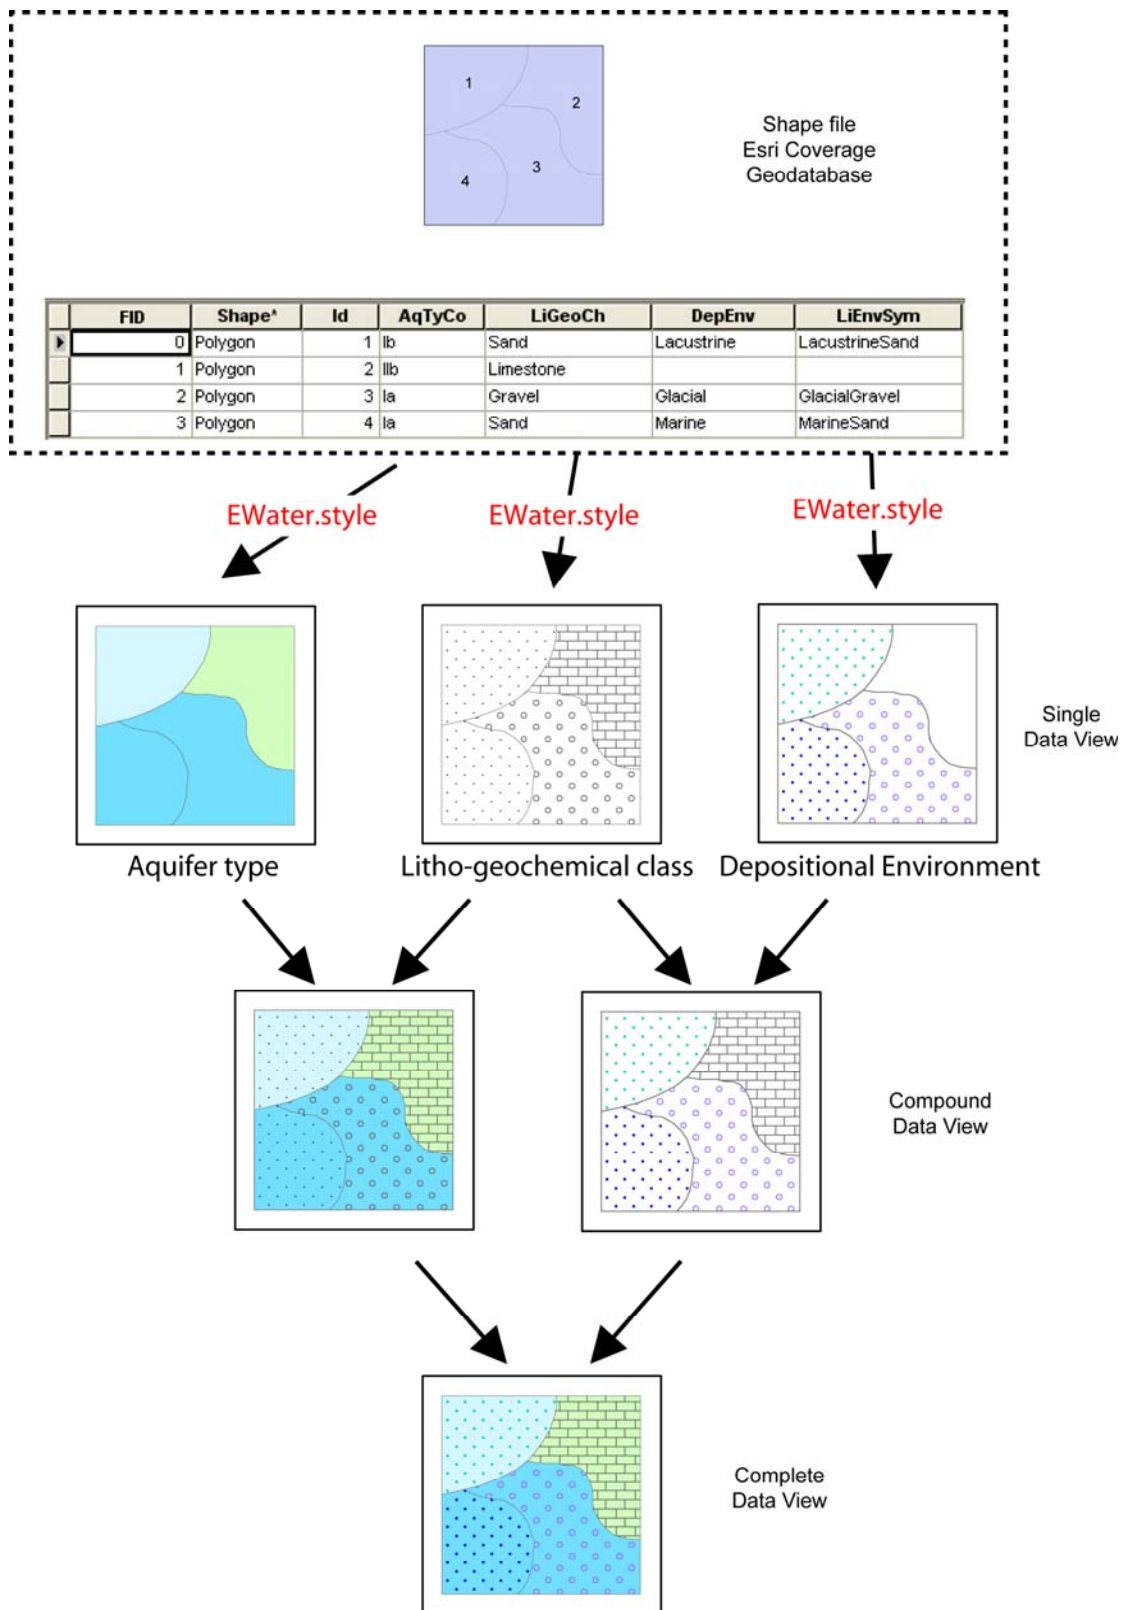 1
2
3
4
Shape file
Esri Coverage
Geodatabase
FID Shape* Id AqTyCo LiGeoCh DepEnv LiEnvSym
0 Polygon 1 Ib Sand Lacustrine LacustrineSand
1 Polygon 2 IIb Limestone
2 Polygon 3 Ia Gravel Glacial GlacialGravel
3 Polygon 4 Ia Sand Marine MarineSand
EWater.style EWater.style EWater.style
Single
Data View
Aquifer type Litho-geochemical class Depositional Environment
Compound
Data View
Complete
Data View